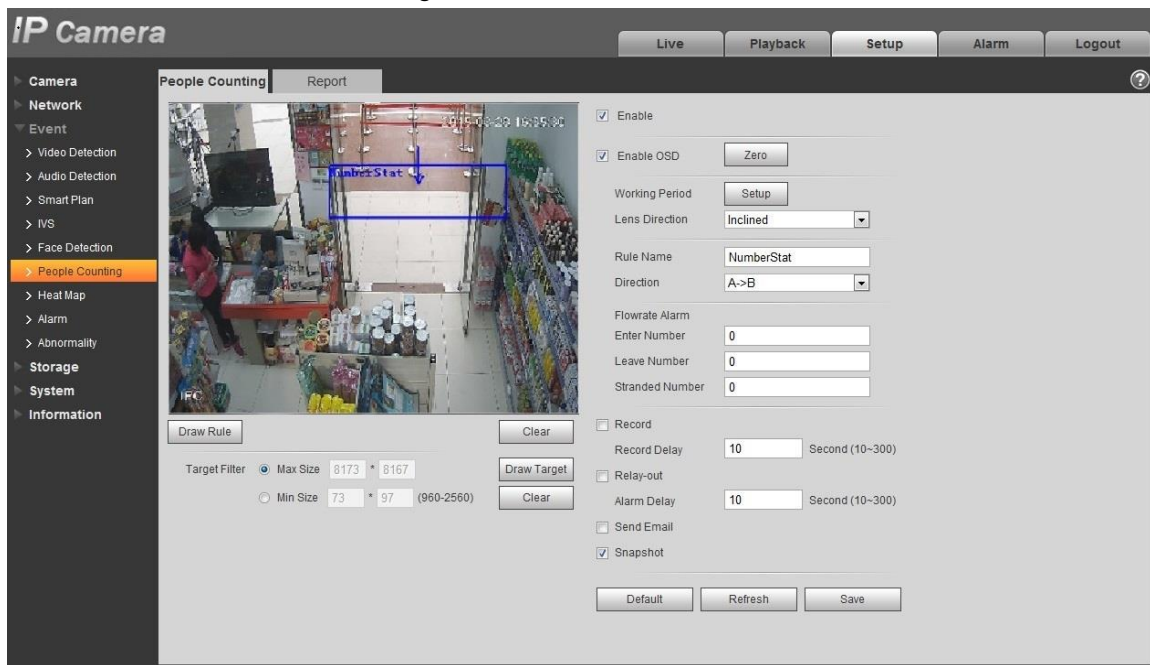 IP Camera
Live Playback Setup Alarm Logout
Camera
Network
Event
Video Detection
Audio Detection
Smart Plan
IVS
Face Detection
People Counting
Heat Map
Alarm
Abnormality
Storage
System
Information
People Counting Report
NumberStat
IPC
Draw Rule Clear
Target Filter Max Size 8173 * 8167 Draw Target
Min Size 73 * 97 (960-2560) Clear
Enable
Enable OSD Zero
Working Period Setup
Lens Direction Inclined
Rule Name NumberStat
Direction A->B
Flowrate Alarm
Enter Number 0
Leave Number 0
Stranded Number 0
Record
Record Delay 10 Second (10~300)
Relay-out
Alarm Delay 10 Second (10~300)
Send Email
Snapshot
Default Refresh Save